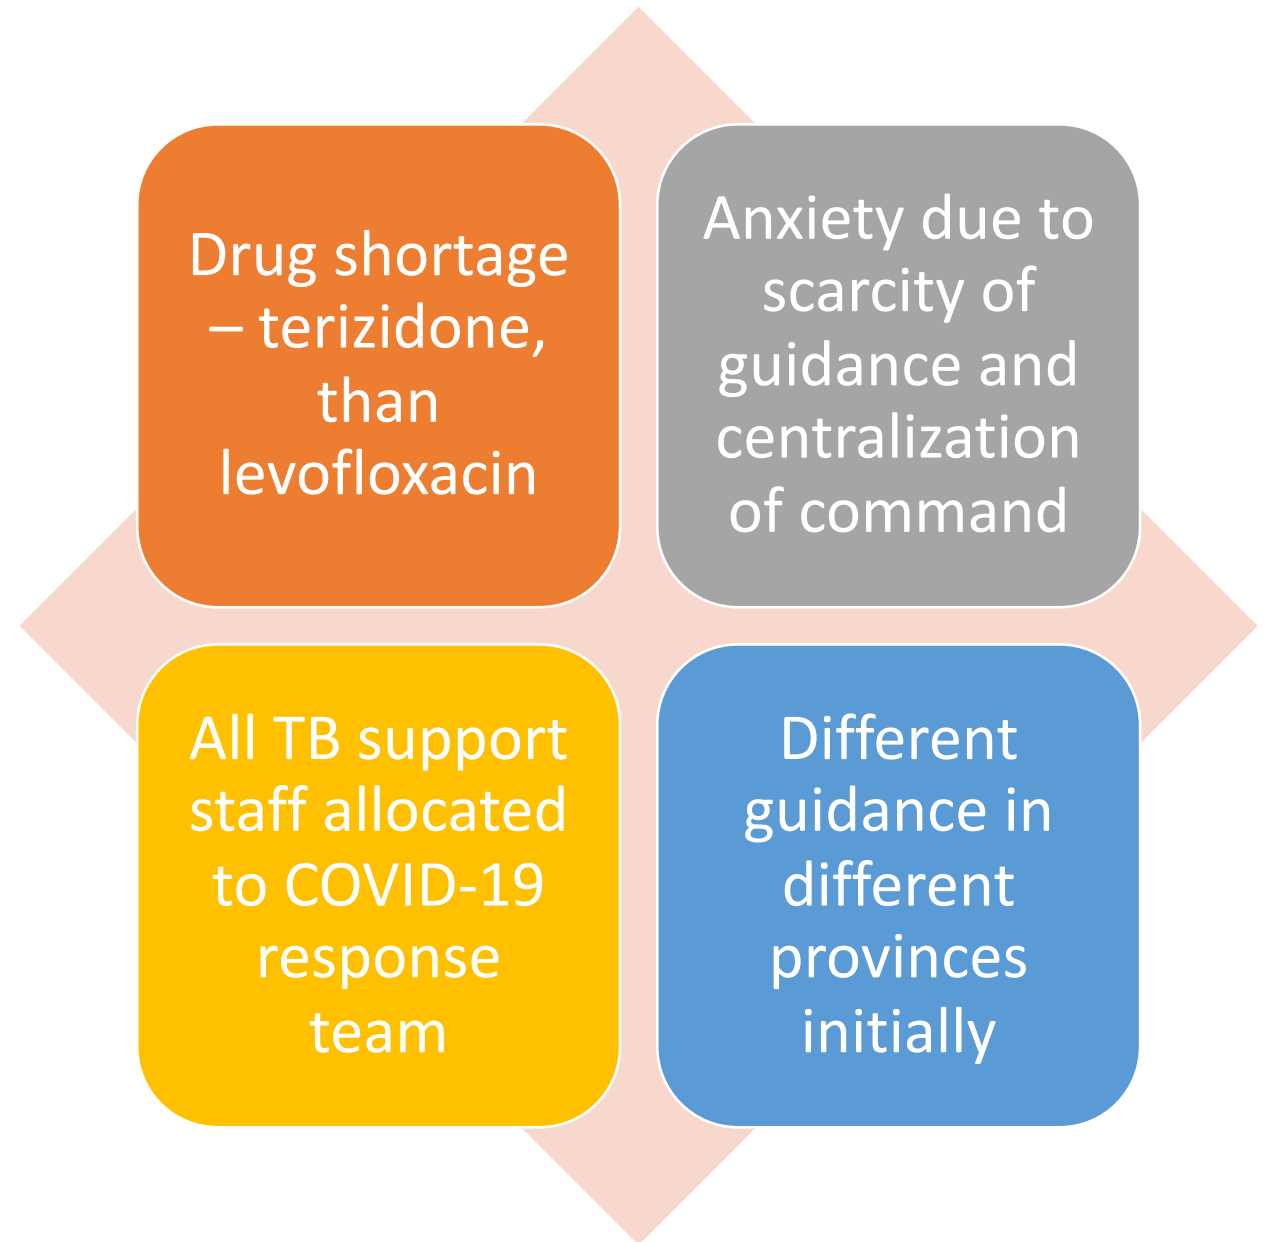 Drug shortage
– terizidone,
than
levofloxacin
Anxiety due to
scarcity of
guidance and
centralization
of command
All TB support
staff allocated
to COVID-19
response
team
Different
guidance in
different
provinces
initially